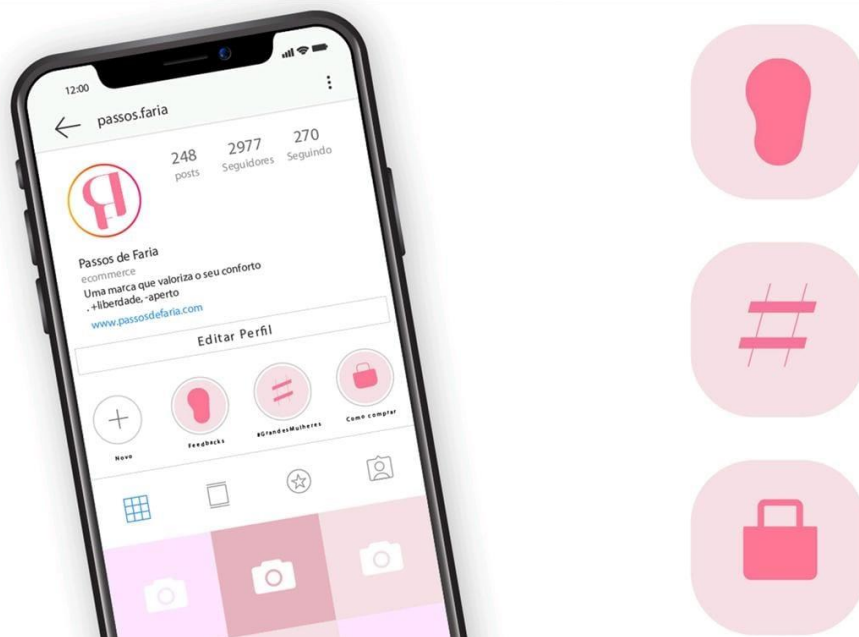 12:00
passos.faria
248 2977 270
posts Seguidores Seguindo
Passos de Faria
ecommerce
Uma marca que valoriza o seu conforto
. +liberdade, -aperto
www.passosdefaria.com
Editar Perfil
Novo Feedbacks #GrandesMulheres Como comprar